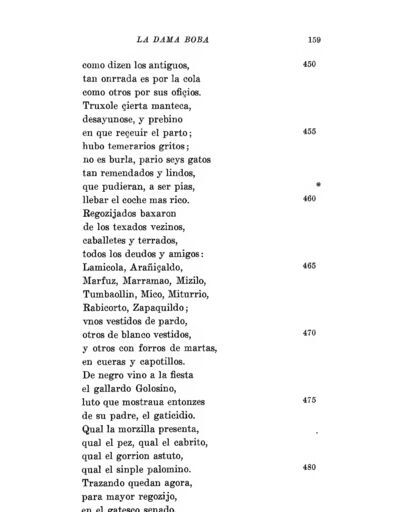 LA DAMA BOBA 159
como dizen los antiguos, 450
tan onrrada es por la cola
como otros por sus ofiçios.
Truxole çierta manteca,
desayunose, y prebino
en que reçeuir el parto; 455
hubo temerarios gritos;
no es burla, pario seys gatos
tan remendados y lindos,
que pudieran, a ser pias, *
llebar el coche mas rico. 460
Regozijados baxaron
de los texados vezinos,
caballetes y terrados,
todos los deudos y amigos:
Lamicola, Arañiçaldo, 465
Marfuz, Marramao, Mizilo,
Tumbaollin, Mico, Miturrio,
Rabicorto, Zapaquildo;
vnos vestidos de pardo,
otros de blanco vestidos, 470
y otros con forros de martas,
en cueras y capotillos.
De negro vino a la fiesta
el gallardo Golosino,
luto que mostraua entonzes 475
de su padre, el gaticidio.
Qual la morzilla presenta,
qual el pez, qual el cabrito,
qual el gorrion astuto,
qual el sinple palomino. 480
Trazando quedan agora,
para mayor regozijo,
en el gatesco senado